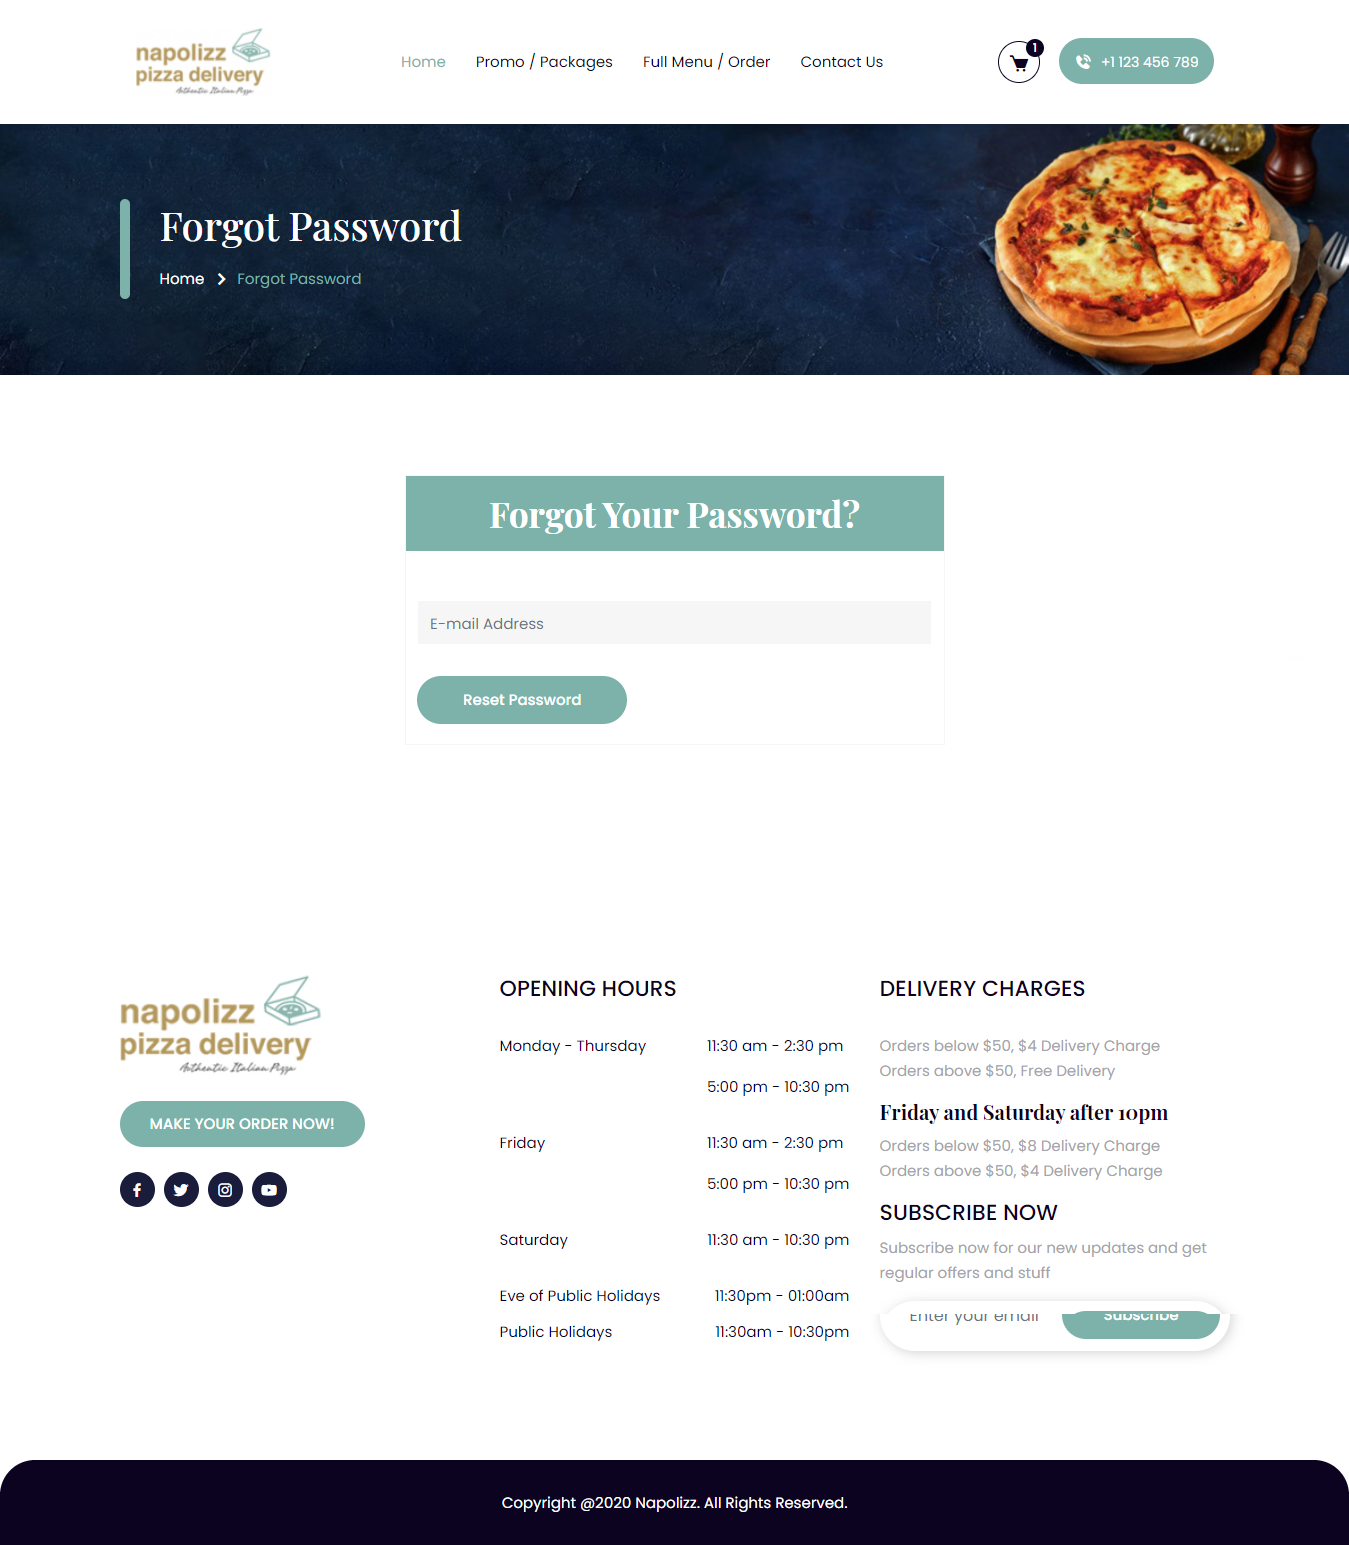 napolizz
pizza delivery
Authentic Italian Pizza
Home
Promo / Packages
Full Menu / Order
Contact Us
1
+1 123 456 789
Forgot Password
Home
Forgot Password
Forgot Your Password?
E-mail Address
Reset Password
napolizz
pizza delivery
Authentic Italian Pizza
MAKE YOUR ORDER NOW!
OPENING HOURS
Monday - Thursday 11:30 am - 2:30 pm
5:00 pm - 10:30 pm
Friday 11:30 am - 2:30 pm
5:00 pm - 10:30 pm
Saturday 11:30 am - 10:30 pm
Eve of Public Holidays 11:30pm - 01:00am
Public Holidays 11:30am - 10:30pm
DELIVERY CHARGES
Orders below $50, $4 Delivery Charge
Orders above $50, Free Delivery
Friday and Saturday after 10pm
Orders below $50, $8 Delivery Charge
Orders above $50, $4 Delivery Charge
SUBSCRIBE NOW
Subscribe now for our new updates and get
regular offers and stuff
Enter your email
Subscribe
Copyright @2020 Napolizz. All Rights Reserved.